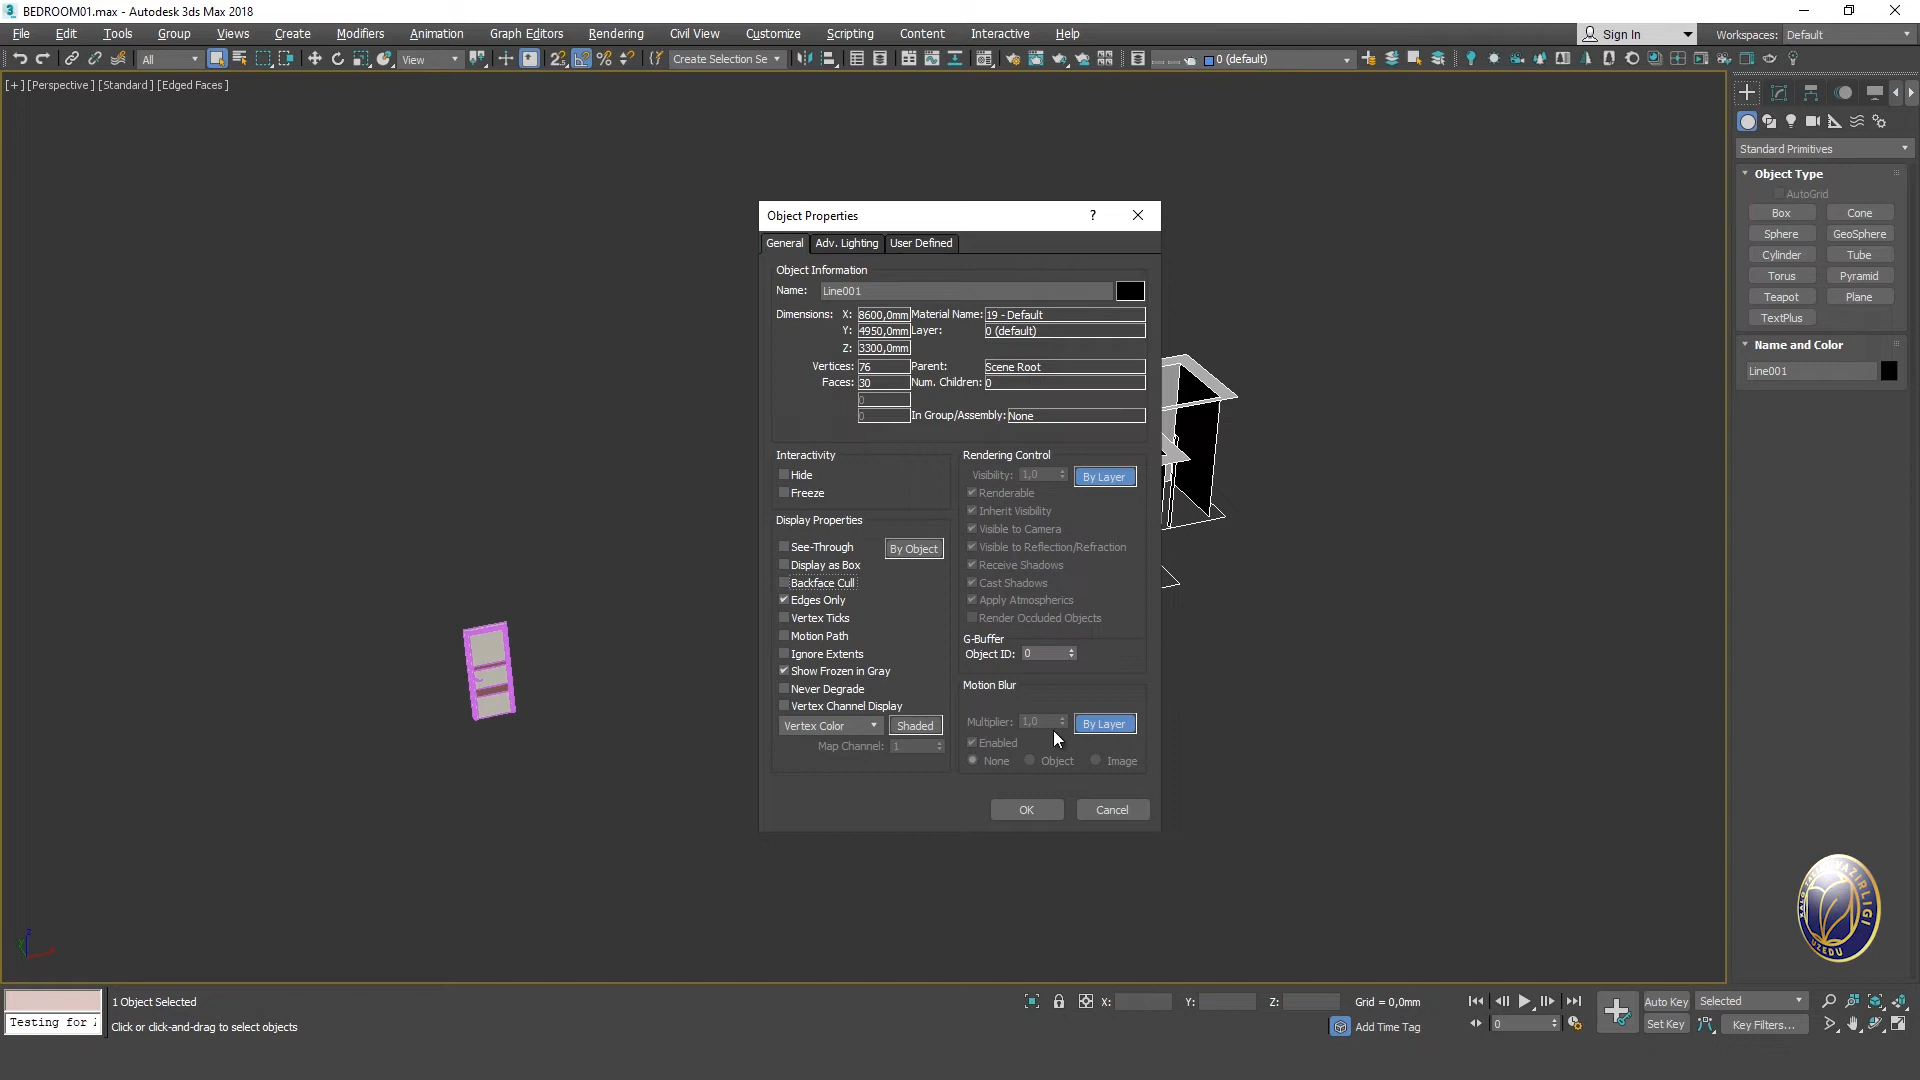 BEDROOM01.max - Autodesk 3ds Max 2018
File Edit Tools Group Views Create Modifiers Animation Graph Editors Rendering Civil View Customize Scripting Content Interactive Help
Sign In Workspaces: Default
All View Create Selection Se 0 (default)
[+] [Perspective ] [Standard ] [Edged Faces ]
Standard Primitives
Object Type
AutoGrid
Box Cone
Sphere GeoSphere
Cylinder Tube
Torus Pyramid
Teapot Plane
TextPlus
Name and Color
Line001
Object Properties
General Adv. Lighting User Defined
Object Information
Name: Line001
Dimensions: X: 8600,0mm Material Name: 19 - Default
Y: 4950,0mm Layer: 0 (default)
Z: 3300,0mm
Vertices: 76 Parent: Scene Root
Faces: 30 Num. Children: 0
0
0 In Group/Assembly: None
Interactivity
Hide
Freeze
Display Properties
See-Through By Object
Display as Box
Backface Cull
Edges Only
Vertex Ticks
Motion Path
Ignore Extents
Show Frozen in Gray
Never Degrade
Vertex Channel Display
Vertex Color Shaded
Map Channel: 1
Rendering Control
Visibility: 1,0 By Layer
Renderable
Inherit Visibility
Visible to Camera
Visible to Reflection/Refraction
Receive Shadows
Cast Shadows
Apply Atmospherics
Render Occluded Objects
G-Buffer
Object ID: 0
Motion Blur
Multiplier: 1,0 By Layer
Enabled
None Object Image
OK Cancel
VAZIRLIGI
UZEDU
1 Object Selected
Testing for
Click or click-and-drag to select objects
X: Y: Z: Grid = 0,0mm
Add Time Tag
0
Auto Key Selected
Set Key Key Filters...